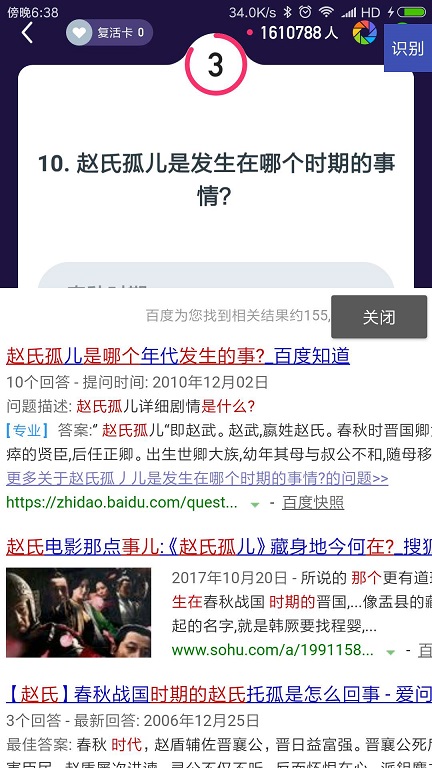 傍晚6:38
34.0K/s
HD
复活卡 0
1610788 人
识别
3
10. 赵氏孤儿是发生在哪个时期的事
情?
百度为您找到相关结果约155,
关闭
赵氏孤儿是哪个年代发生的事?_百度知道
10个回答 - 提问时间: 2010年12月02日
问题描述: 赵氏孤儿详细剧情是什么?
[专业] 答案:“ 赵氏孤儿“即赵武。赵武,嬴姓赵氏。春秋时晋国卿
瘁的贤臣,后任正卿。出生世卿大族,幼年其母与叔公不和,随母移
更多关于赵氏孤丿儿是发生在哪个时期的事情?的问题>>
https://zhidao.baidu.com/quest... - 百度快照
赵氏电影那点事儿:《赵氏孤儿》藏身地今何在?_搜狐
2017年10月20日 - 所说的 那个更有道
生在春秋战国 时期的晋国,...像盂县的藏
起的名字,就是韩厥要找程婴,...
www.sohu.com/a/1991158... - 百
【 赵氏 】春秋战国时期的赵氏托孤是怎么回事 - 爱问
3个回答 - 最新回答: 2006年12月25日
最佳答案: 春秋 时代，赵盾辅佐晋襄公，晋日益富强。晋襄公死后